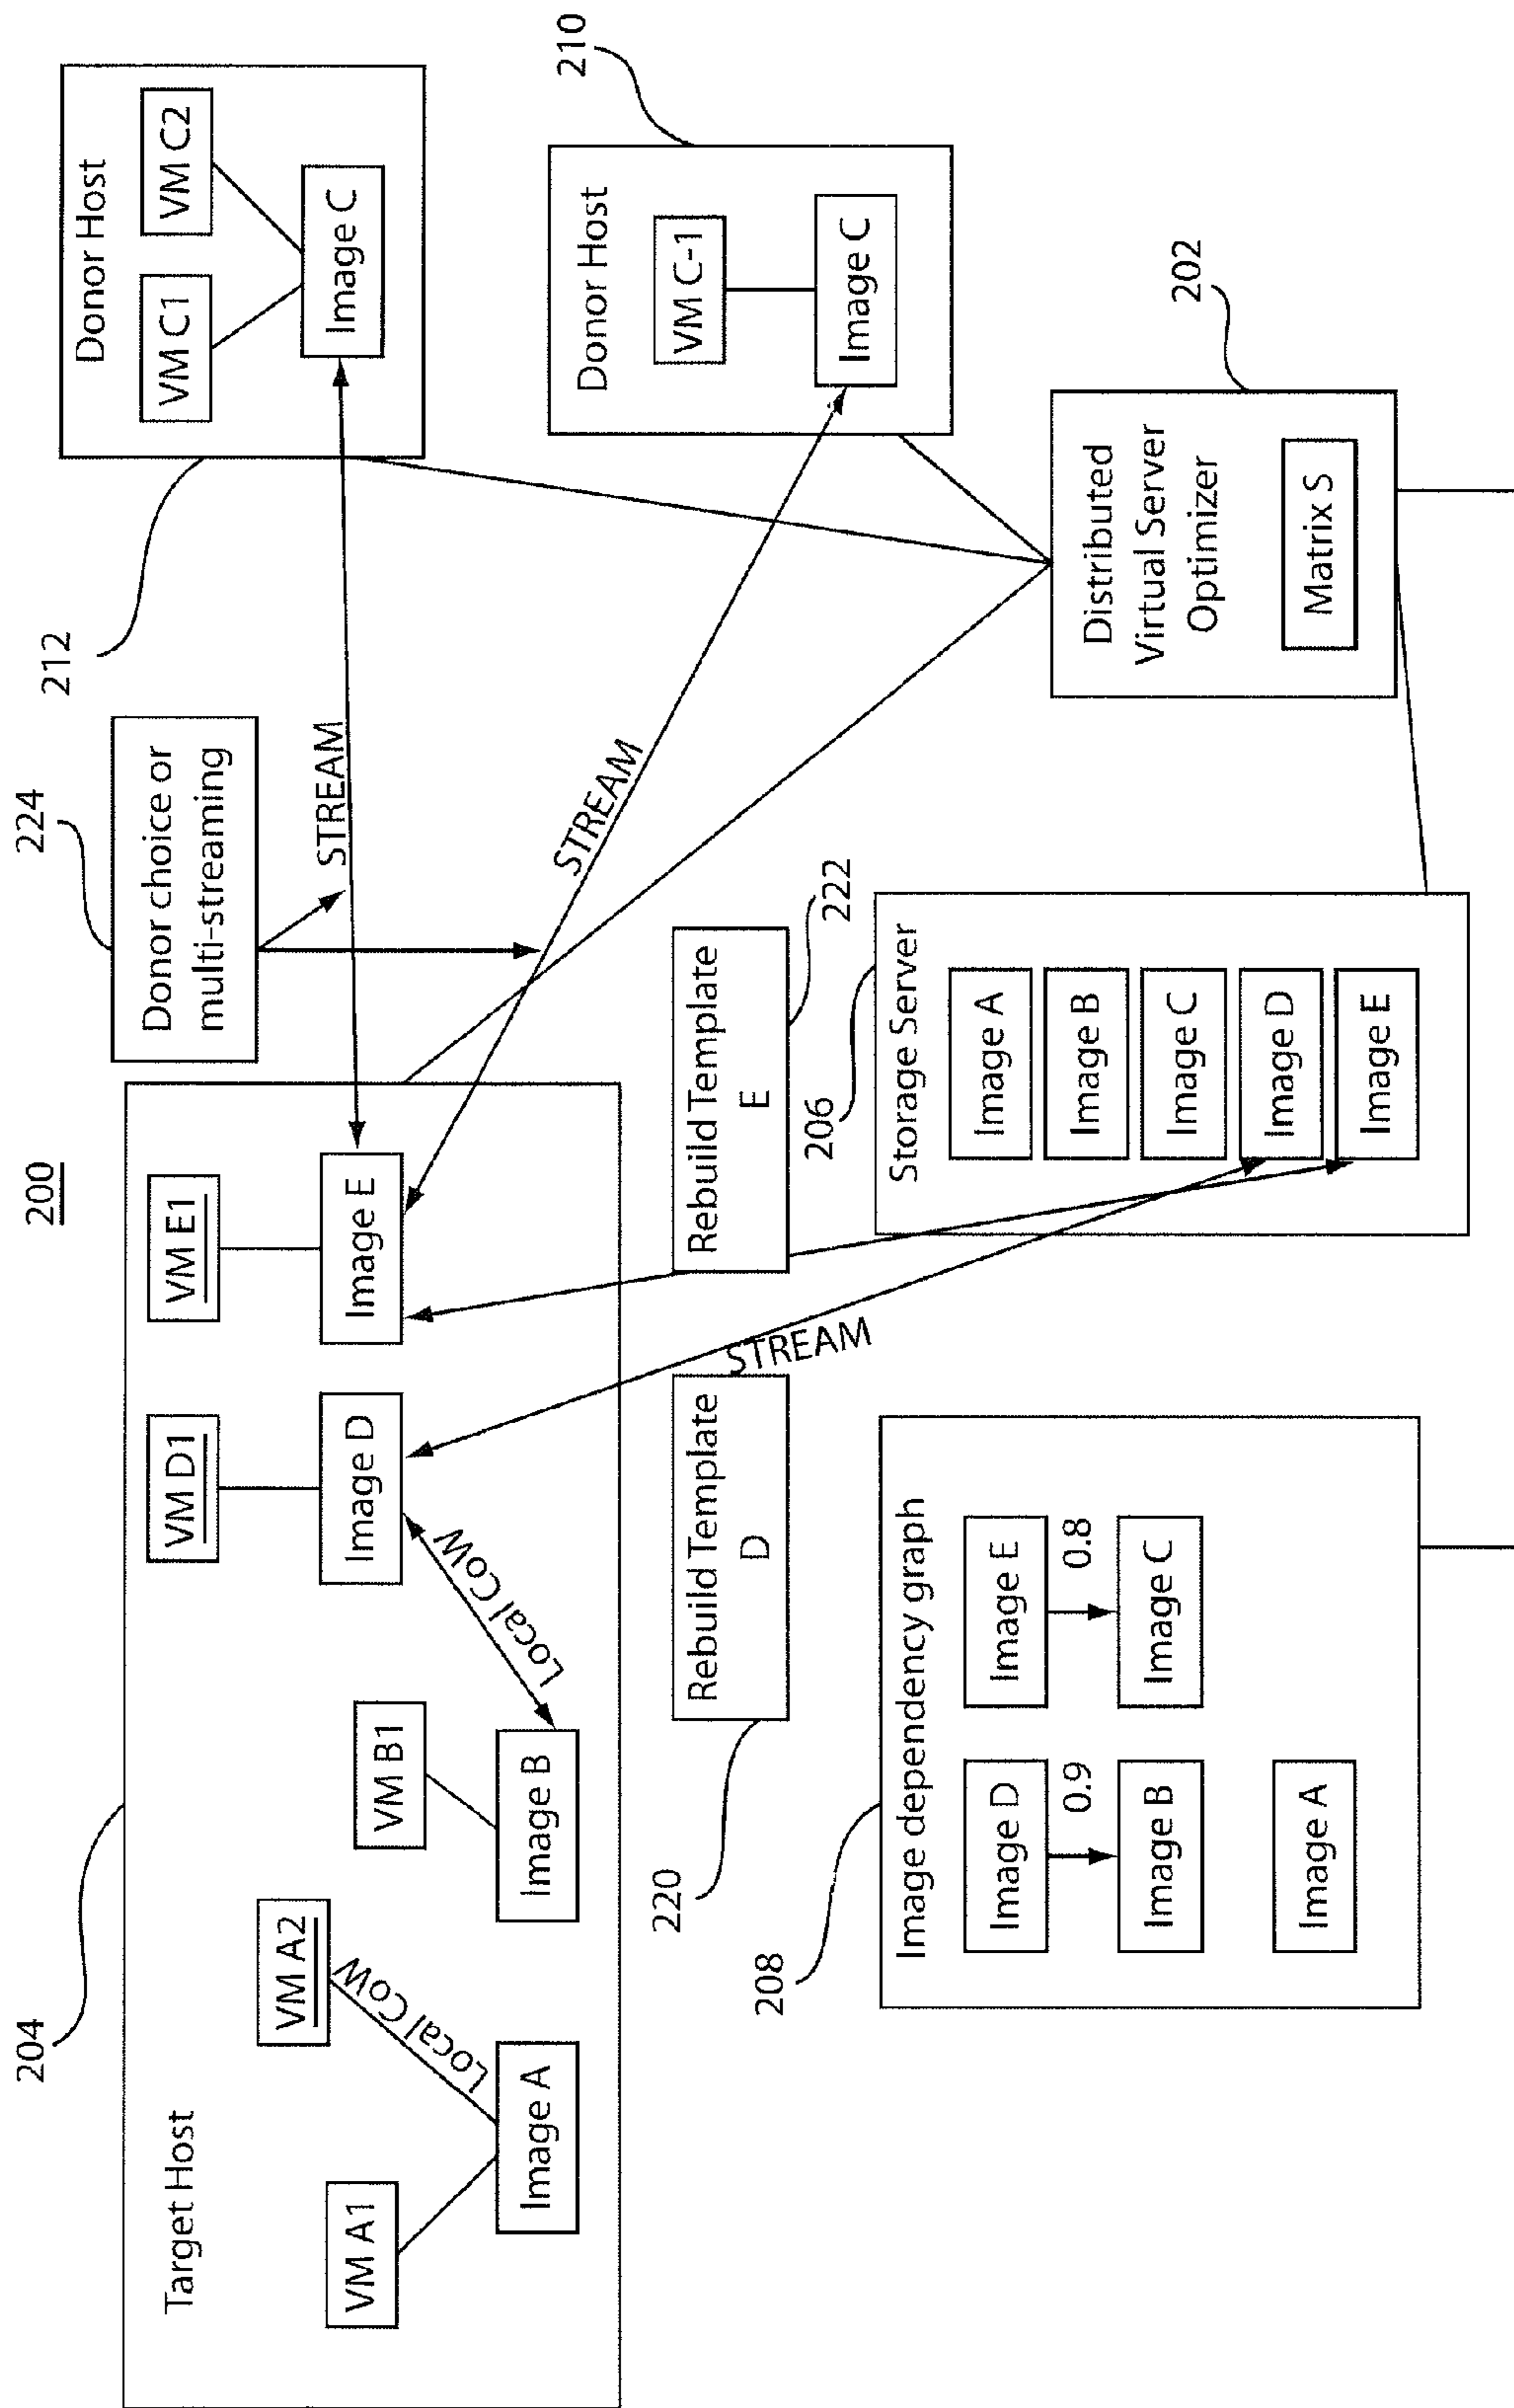 200
204
Target Host
VM A1
VM A2
Local CoW
Image A
VM B1
Image B
Local CoW
VM D1
Image D
VM E1
Image E
224
Donor choice or
multi-streaming
STREAM
STREAM
STREAM
212
Donor Host
VM C1
VM C2
Image C
210
Donor Host
VM C-1
Image C
220
Rebuild Template
D
222
Rebuild Template
E
208
Image dependency graph
Image D
0.9
Image B
Image E
0.8
Image C
Image A
206
Storage Server
Image A
Image B
Image C
Image D
Image E
202
Distributed
Virtual Server
Optimizer
Matrix S